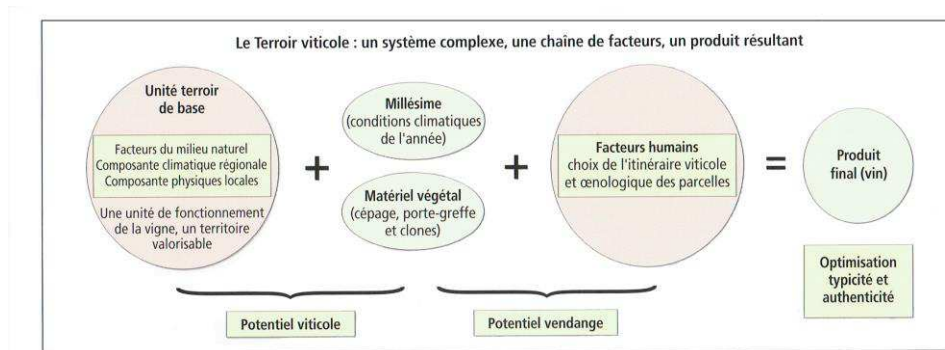 Le Terroir viticole : un système complexe, une chaîne de facteurs, un produit résultant
Unité terroir
de base
Facteurs du milieu naturel
Composante climatique régionale
Composante physiques locales
Une unité de fonctionnement
de la vigne, un territoire
valorisable
+
Millésime
(conditions climatiques
de l'année)
Matériel végétal
(cépage, porte-greffe
et clones)
+
Facteurs humains
choix de l'itinéraire viticole
et œnologique des parcelles
=
Produit
final (vin)
Optimisation
typicité et
authenticité
Potentiel viticole
Potentiel vendange